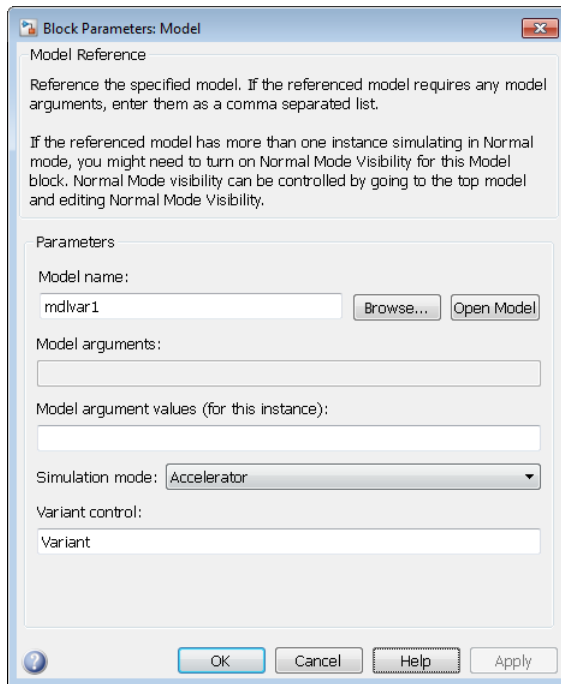 Block Parameters: Model
Model Reference
Reference the specified model. If the referenced model requires any model
arguments, enter them as a comma separated list.
If the referenced model has more than one instance simulating in Normal
mode, you might need to turn on Normal Mode Visibility for this Model
block. Normal Mode visibility can be controlled by going to the top model
and editing Normal Mode Visibility.
Parameters
Model name:
mdlvar1 Browse... Open Model
Model arguments:
Model argument values (for this instance):
Simulation mode: Accelerator
Variant control:
Variant
? OK Cancel Help Apply